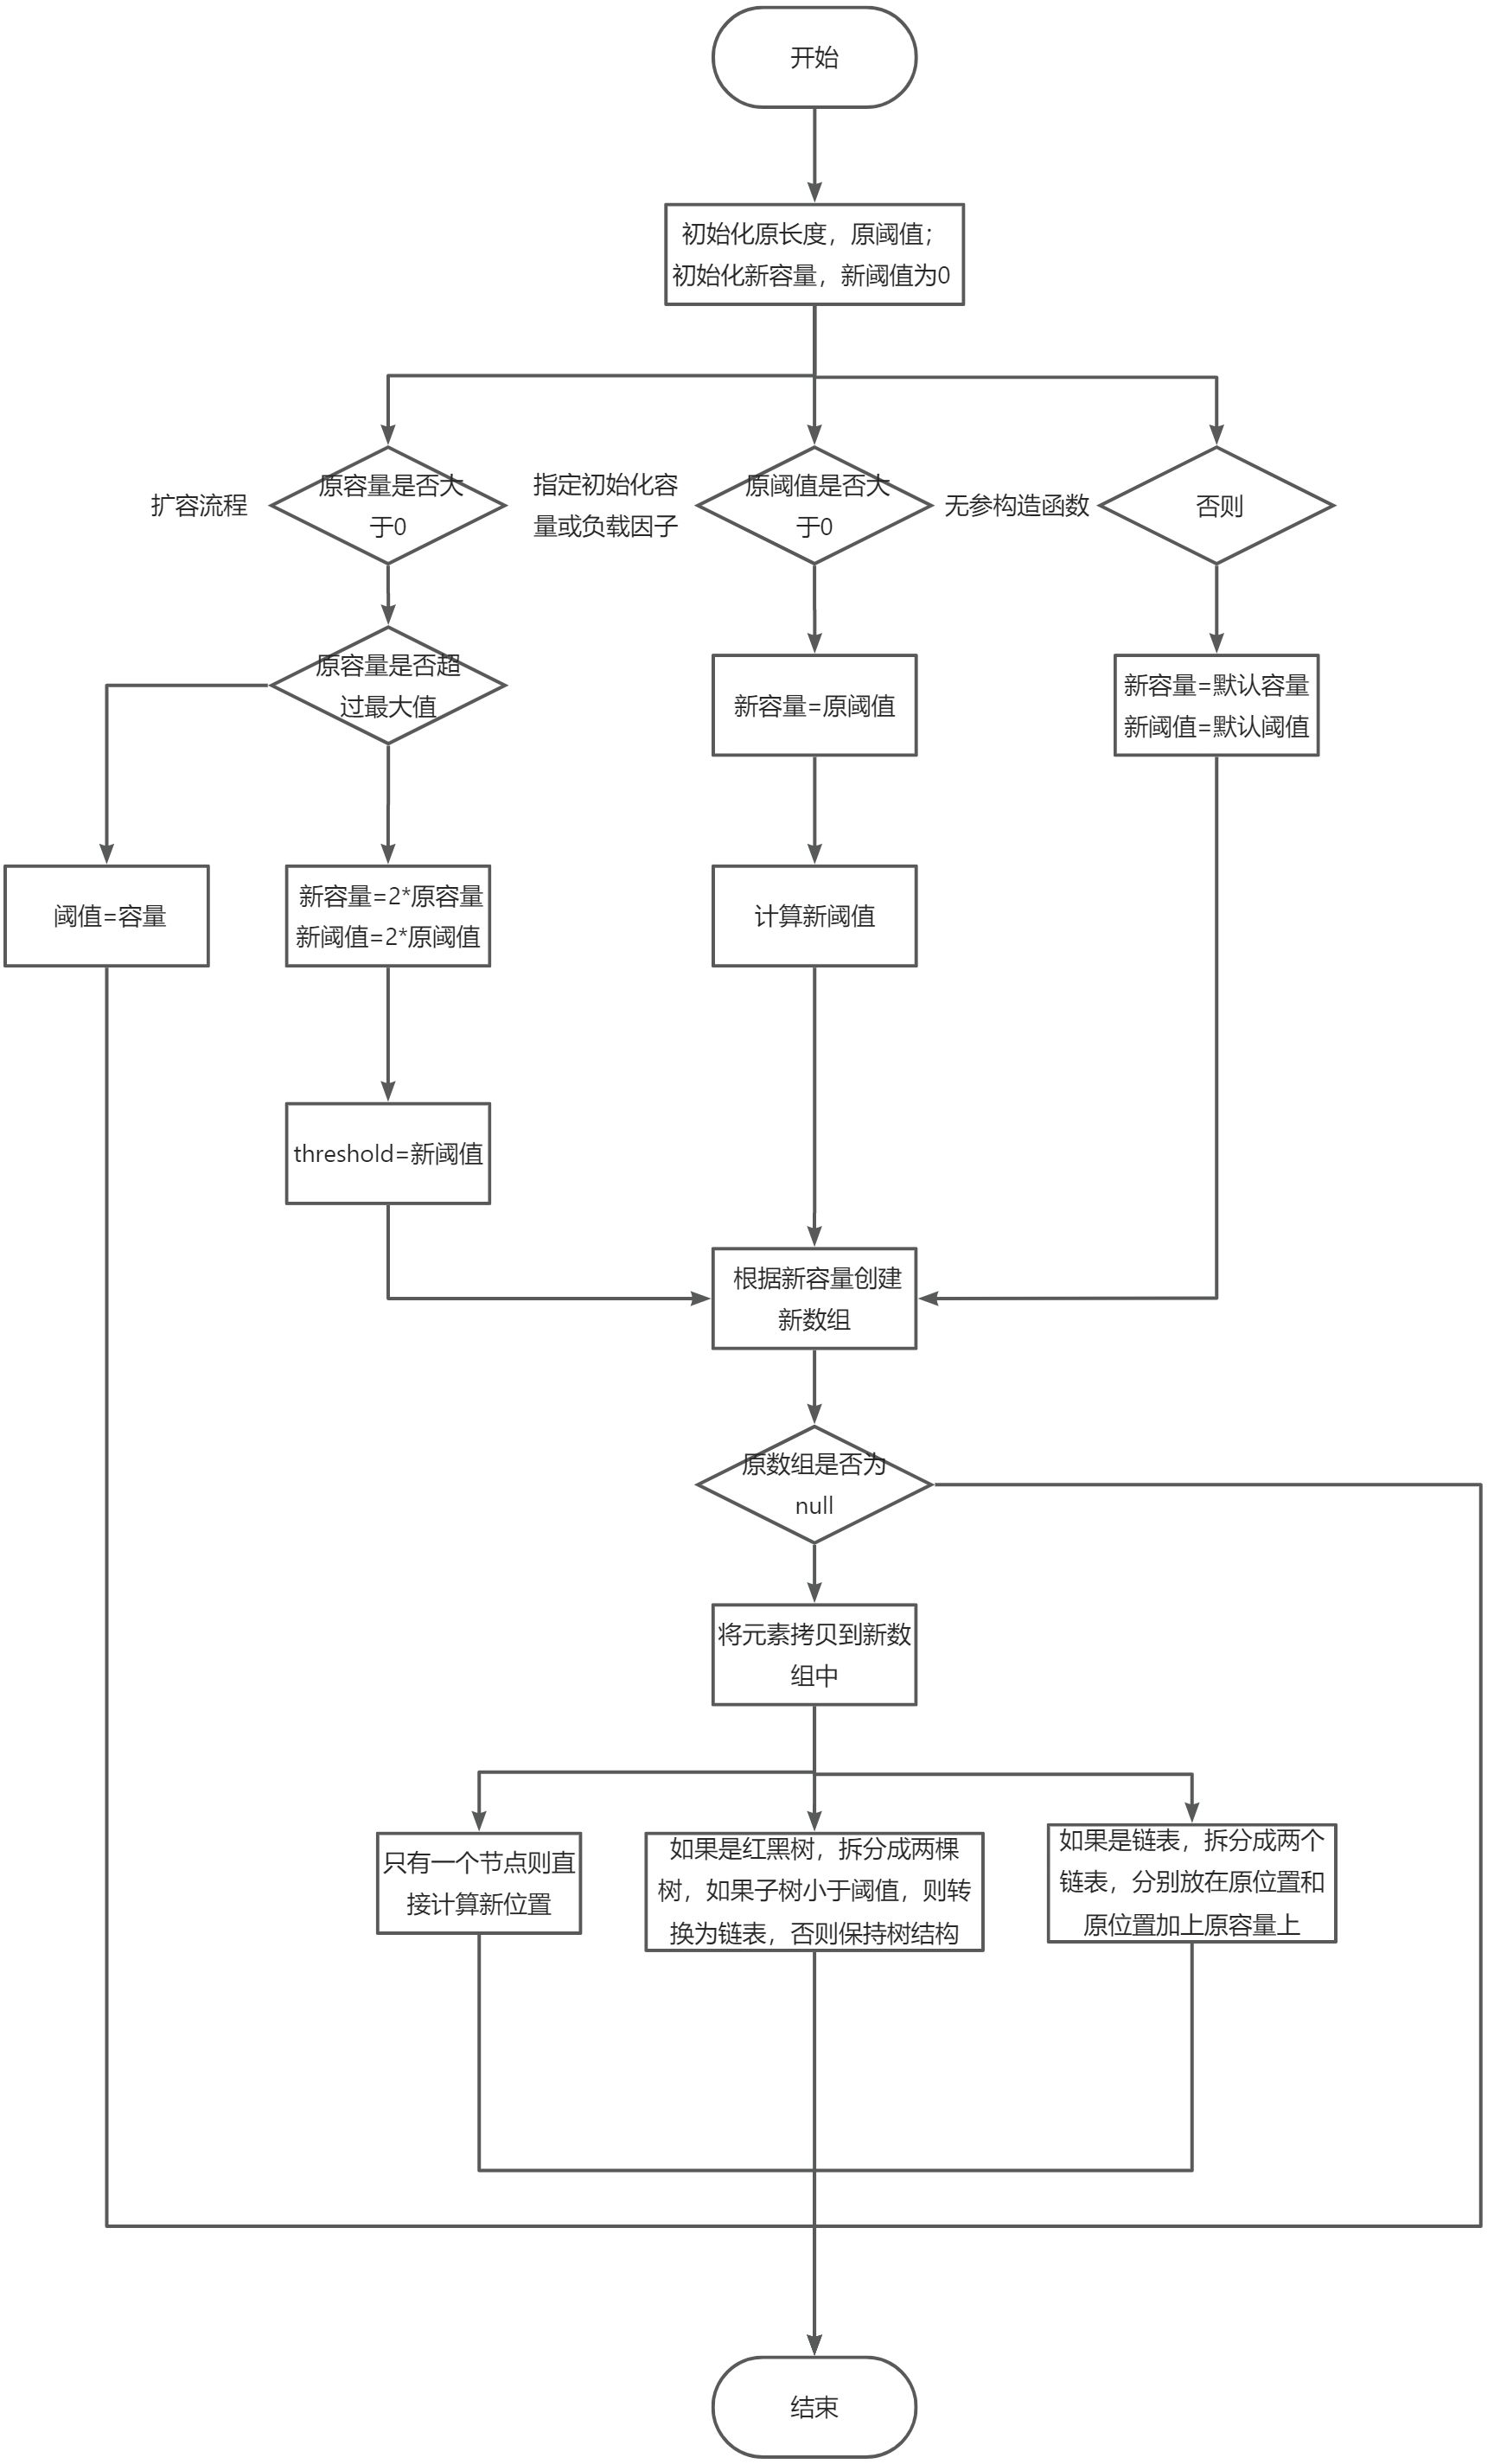 开始
初始化原长度，原阈值；
初始化新容量，新阈值为0
扩容流程
原容量是否大
于0
指定初始化容
量或负载因子
原阈值是否大
于0
无参构造函数
否则
原容量是否超
过最大值
新容量=原阈值
新容量=默认容量
新阈值=默认阈值
阈值=容量
新容量=2*原容量
新阈值=2*原阈值
计算新阈值
threshold=新阈值
根据新容量创建
新数组
原数组是否为
null
将元素拷贝到新数
组中
只有一个节点则直
接计算新位置
如果是红黑树，拆分成两棵
树，如果子树小于阈值，则转
换为链表，否则保持树结构
如果是链表，拆分成两个
链表，分别放在原位置和
原位置加上原容量上
结束